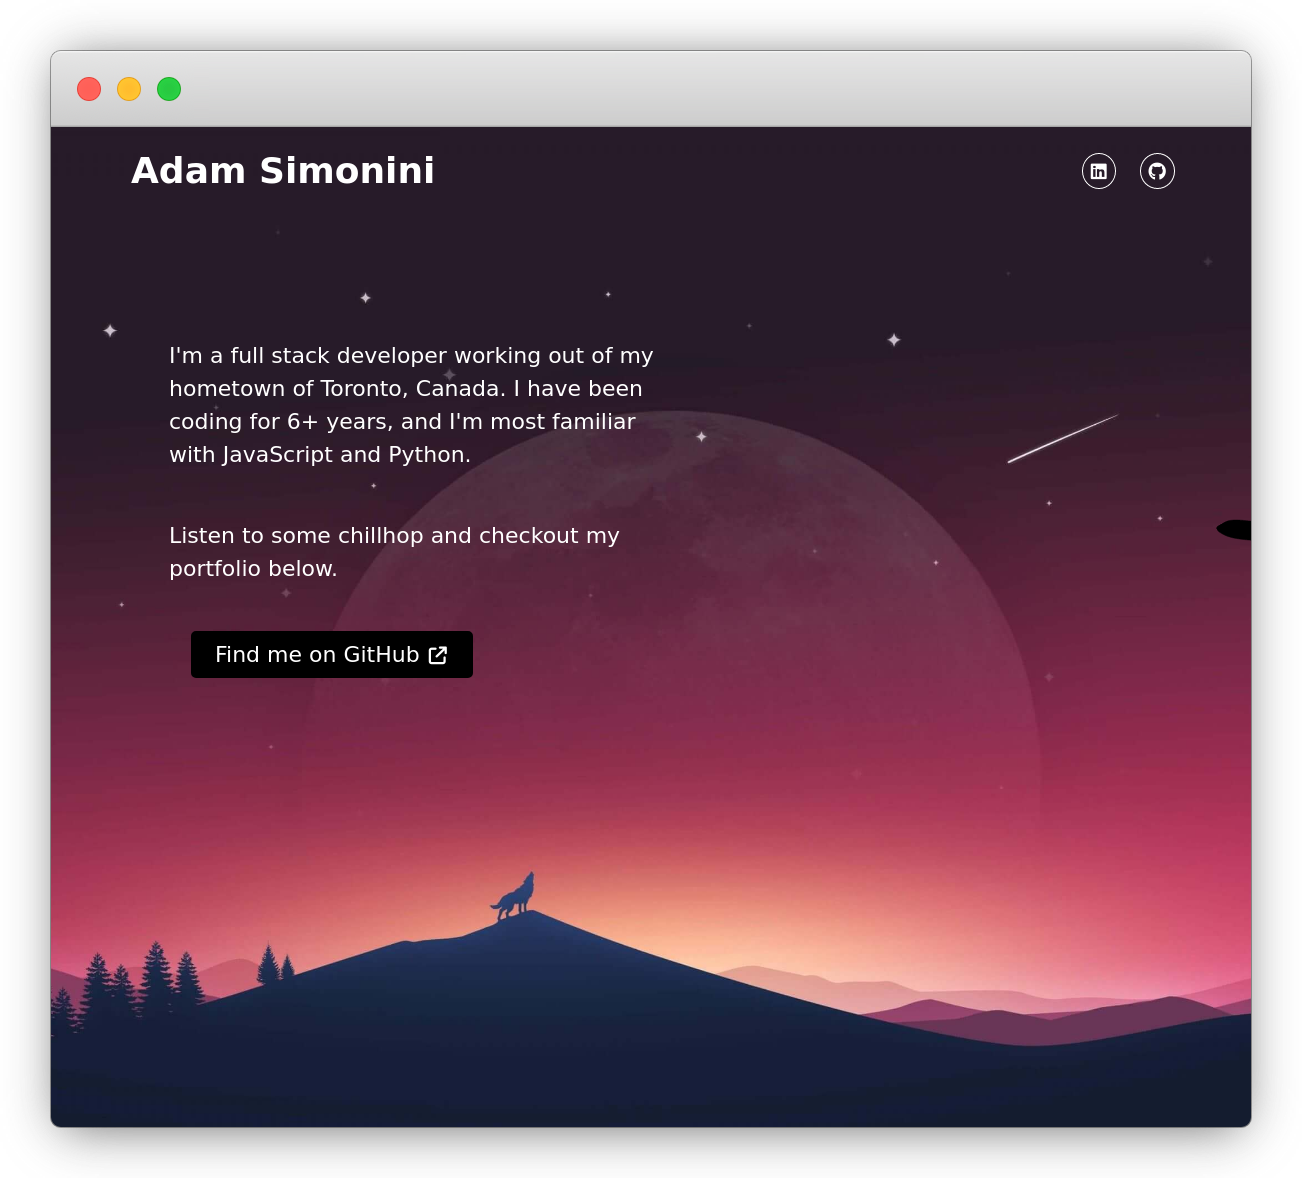 Adam Simonini
in
I'm a full stack developer working out of my
hometown of Toronto, Canada. I have been
coding for 6+ years, and I'm most familiar
with JavaScript and Python.
Listen to some chillhop and checkout my
portfolio below.
Find me on GitHub